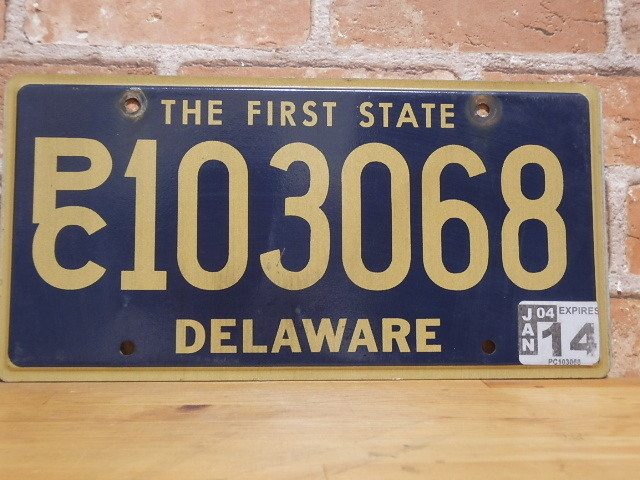 THE FIRST STATE
PC 103068
DELAWARE
JAN 04 EXPIRES
14
PC103068